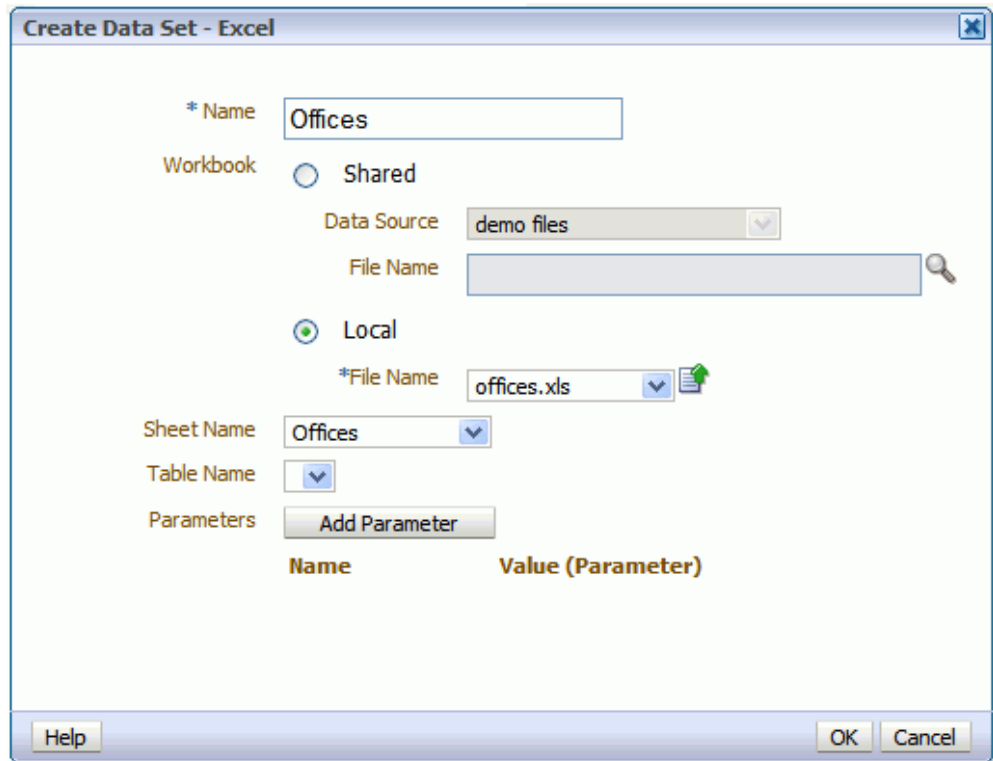 Create Data Set - Excel
* Name Offices
Workbook Shared
Data Source demo files
File Name
Local
*File Name offices.xls
Sheet Name Offices
Table Name
Parameters Add Parameter
Name Value (Parameter)
Help OK Cancel